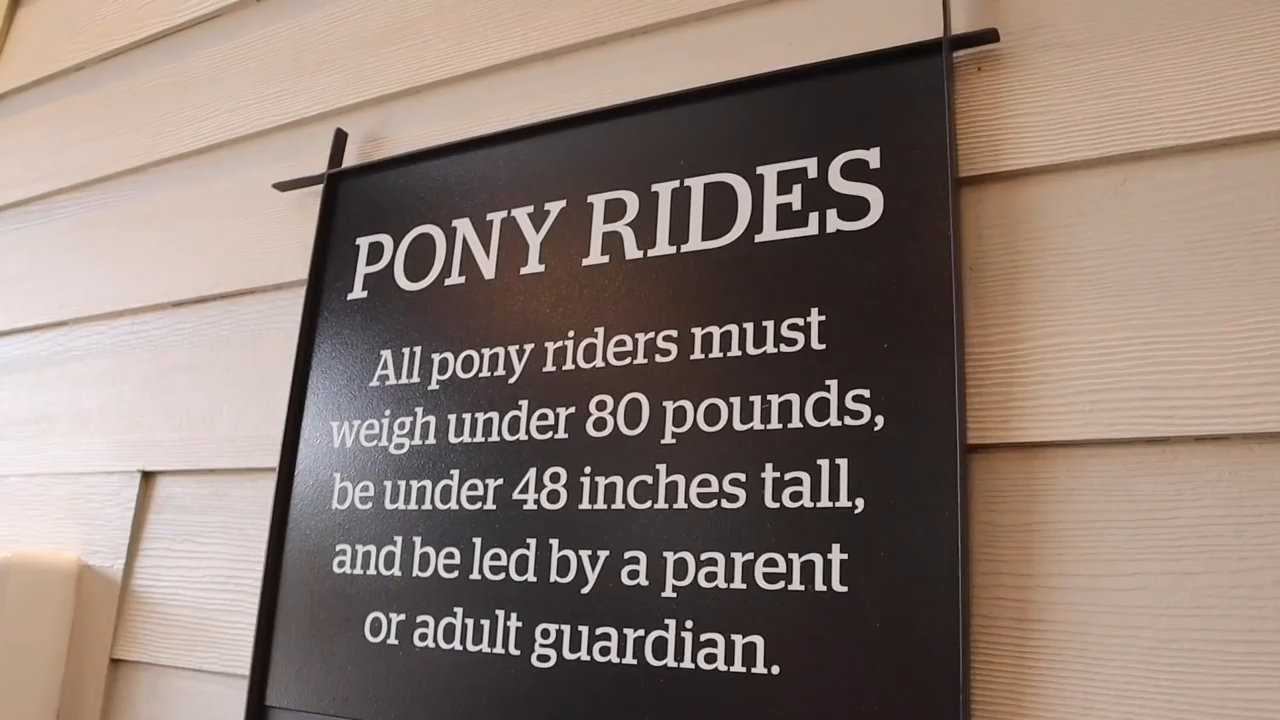 PONY RIDES
All pony riders must
weigh under 80 pounds,
be under 48 inches tall,
and be led by a parent
or adult guardian.